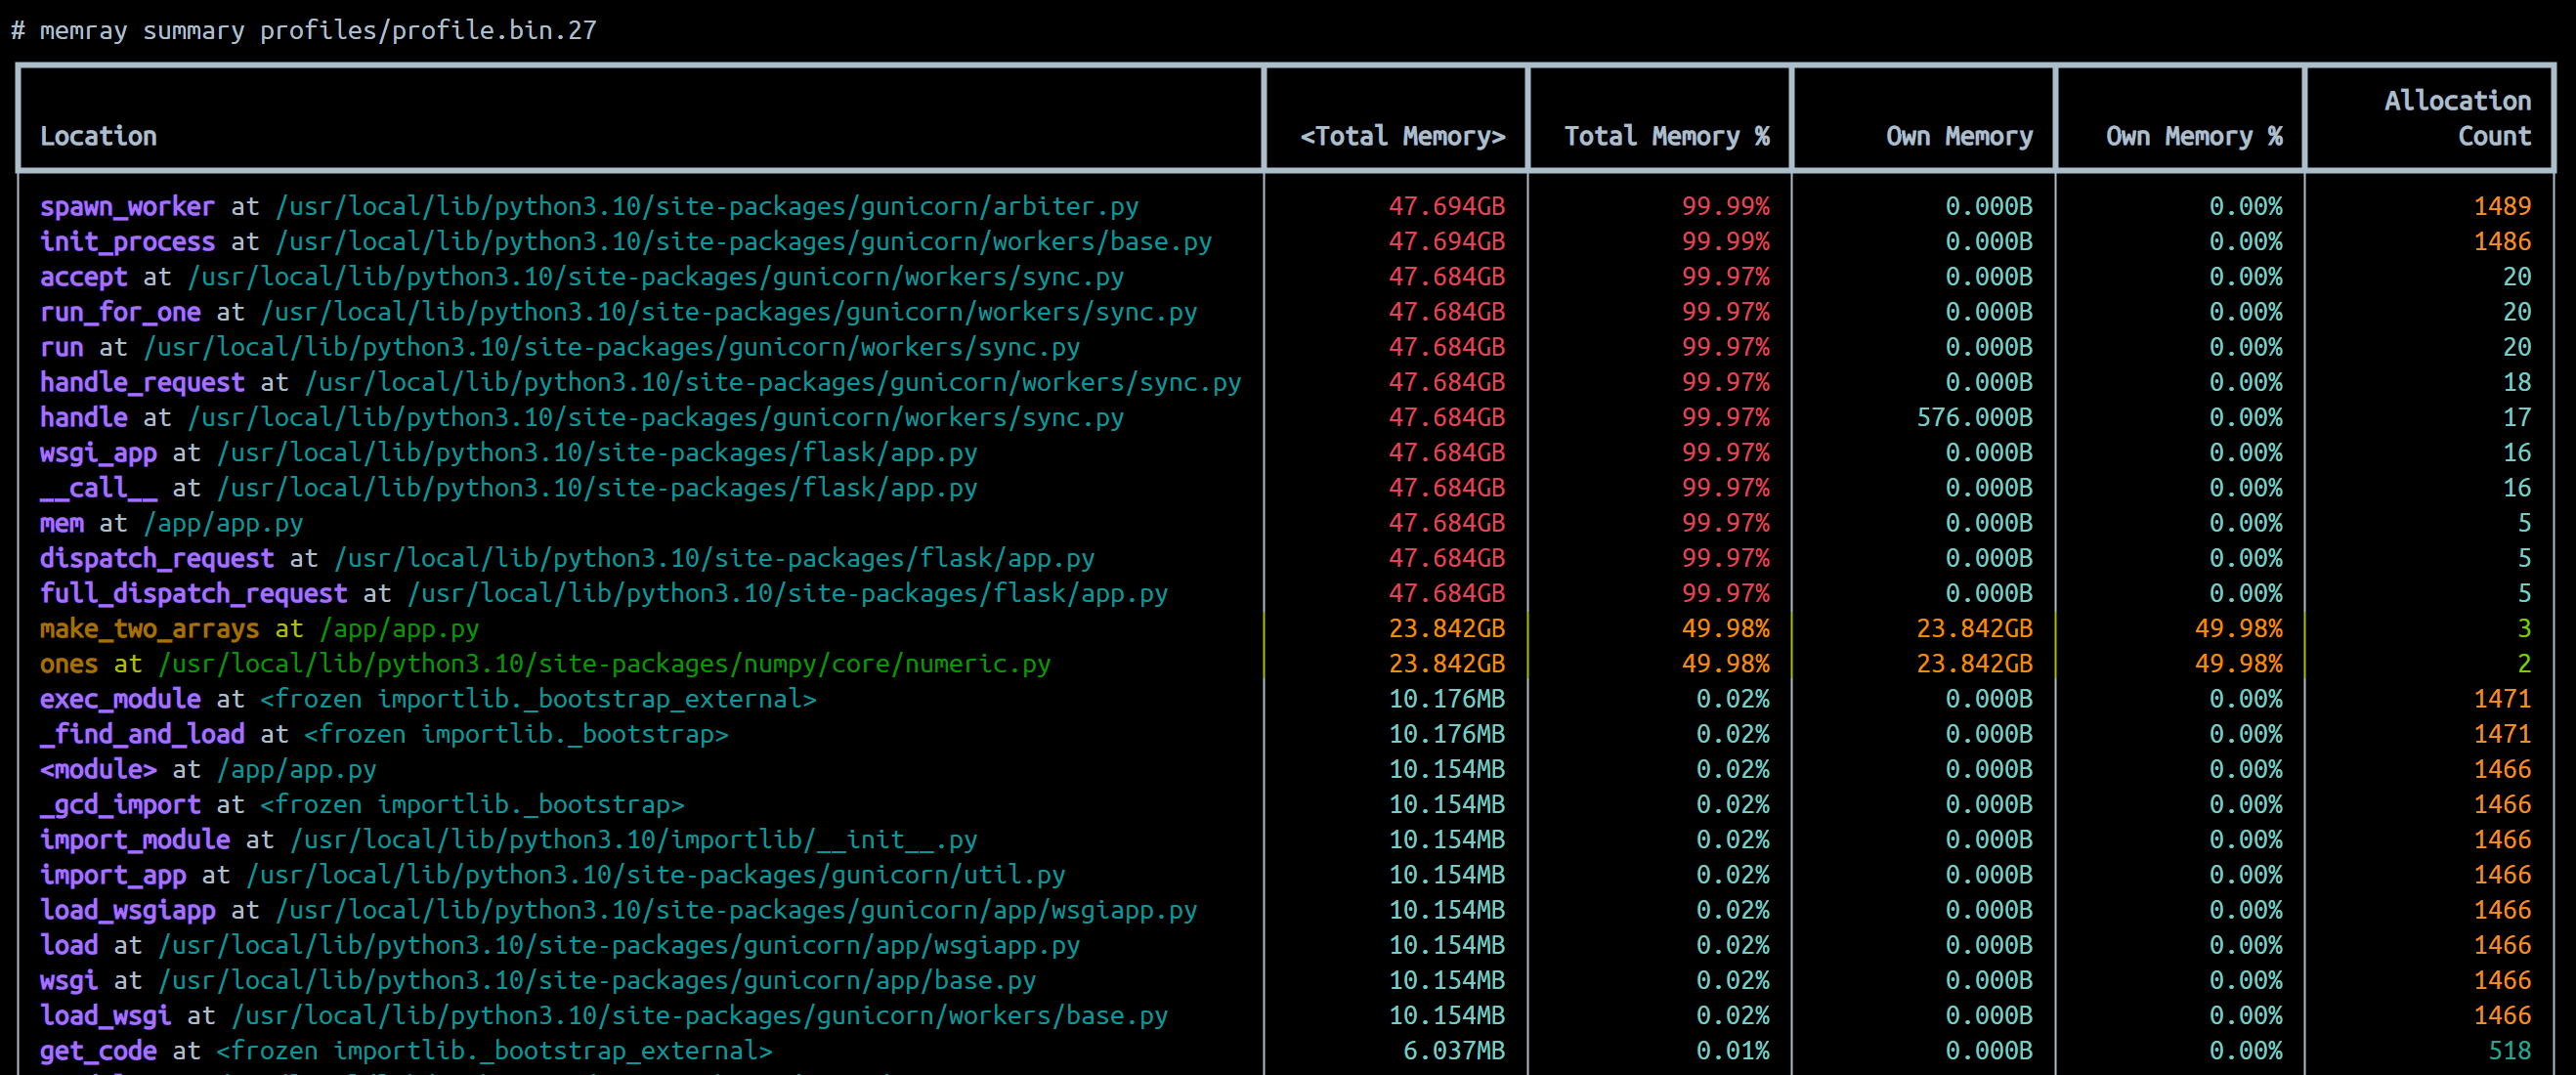 # memray summary profiles/profile.bin.27
Allocation
Location <Total Memory> Total Memory % Own Memory Own Memory % Count
spawn_worker at /usr/local/lib/python3.10/site-packages/gunicorn/arbiter.py 47.694GB 99.99% 0.000B 0.00% 1489
init_process at /usr/local/lib/python3.10/site-packages/gunicorn/workers/base.py 47.694GB 99.99% 0.000B 0.00% 1486
accept at /usr/local/lib/python3.10/site-packages/gunicorn/workers/sync.py 47.684GB 99.97% 0.000B 0.00% 20
run_for_one at /usr/local/lib/python3.10/site-packages/gunicorn/workers/sync.py 47.684GB 99.97% 0.000B 0.00% 20
run at /usr/local/lib/python3.10/site-packages/gunicorn/workers/sync.py 47.684GB 99.97% 0.000B 0.00% 20
handle_request at /usr/local/lib/python3.10/site-packages/gunicorn/workers/sync.py 47.684GB 99.97% 0.000B 0.00% 18
handle at /usr/local/lib/python3.10/site-packages/gunicorn/workers/sync.py 47.684GB 99.97% 576.000B 0.00% 17
wsgi_app at /usr/local/lib/python3.10/site-packages/flask/app.py 47.684GB 99.97% 0.000B 0.00% 16
__call__ at /usr/local/lib/python3.10/site-packages/flask/app.py 47.684GB 99.97% 0.000B 0.00% 16
mem at /app/app.py 47.684GB 99.97% 0.000B 0.00% 5
dispatch_request at /usr/local/lib/python3.10/site-packages/flask/app.py 47.684GB 99.97% 0.000B 0.00% 5
full_dispatch_request at /usr/local/lib/python3.10/site-packages/flask/app.py 47.684GB 99.97% 0.000B 0.00% 5
make_two_arrays at /app/app.py 23.842GB 49.98% 23.842GB 49.98% 3
ones at /usr/local/lib/python3.10/site-packages/numpy/core/numeric.py 23.842GB 49.98% 23.842GB 49.98% 2
exec_module at <frozen importlib._bootstrap_external> 10.176MB 0.02% 0.000B 0.00% 1471
_find_and_load at <frozen importlib._bootstrap> 10.176MB 0.02% 0.000B 0.00% 1471
<module> at /app/app.py 10.154MB 0.02% 0.000B 0.00% 1466
_gcd_import at <frozen importlib._bootstrap> 10.154MB 0.02% 0.000B 0.00% 1466
import_module at /usr/local/lib/python3.10/importlib/__init__.py 10.154MB 0.02% 0.000B 0.00% 1466
import_app at /usr/local/lib/python3.10/site-packages/gunicorn/util.py 10.154MB 0.02% 0.000B 0.00% 1466
load_wsgiapp at /usr/local/lib/python3.10/site-packages/gunicorn/app/wsgiapp.py 10.154MB 0.02% 0.000B 0.00% 1466
load at /usr/local/lib/python3.10/site-packages/gunicorn/app/wsgiapp.py 10.154MB 0.02% 0.000B 0.00% 1466
wsgi at /usr/local/lib/python3.10/site-packages/gunicorn/app/base.py 10.154MB 0.02% 0.000B 0.00% 1466
load_wsgi at /usr/local/lib/python3.10/site-packages/gunicorn/workers/base.py 10.154MB 0.02% 0.000B 0.00% 1466
get_code at <frozen importlib._bootstrap_external> 6.037MB 0.01% 0.000B 0.00% 518